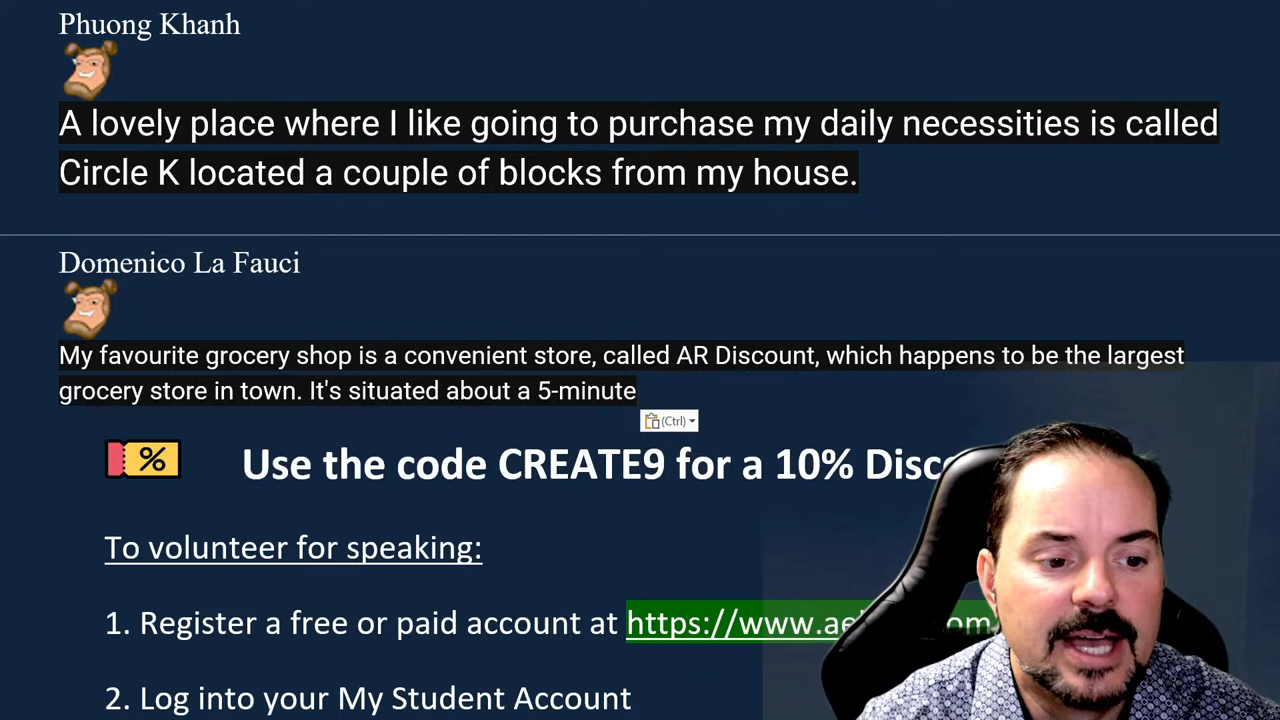 Phuong Khanh
A lovely place where I like going to purchase my daily necessities is called
Circle K located a couple of blocks from my house.
Domenico La Fauci
My favourite grocery shop is a convenient store, called AR Discount, which happens to be the largest
grocery store in town. It's situated about a 5-minute
(Ctrl)
% Use the code CREATE9 for a 10%
To volunteer for speaking:
1. Register a free or paid account at https://www.ae
2. Log into your My Student Account